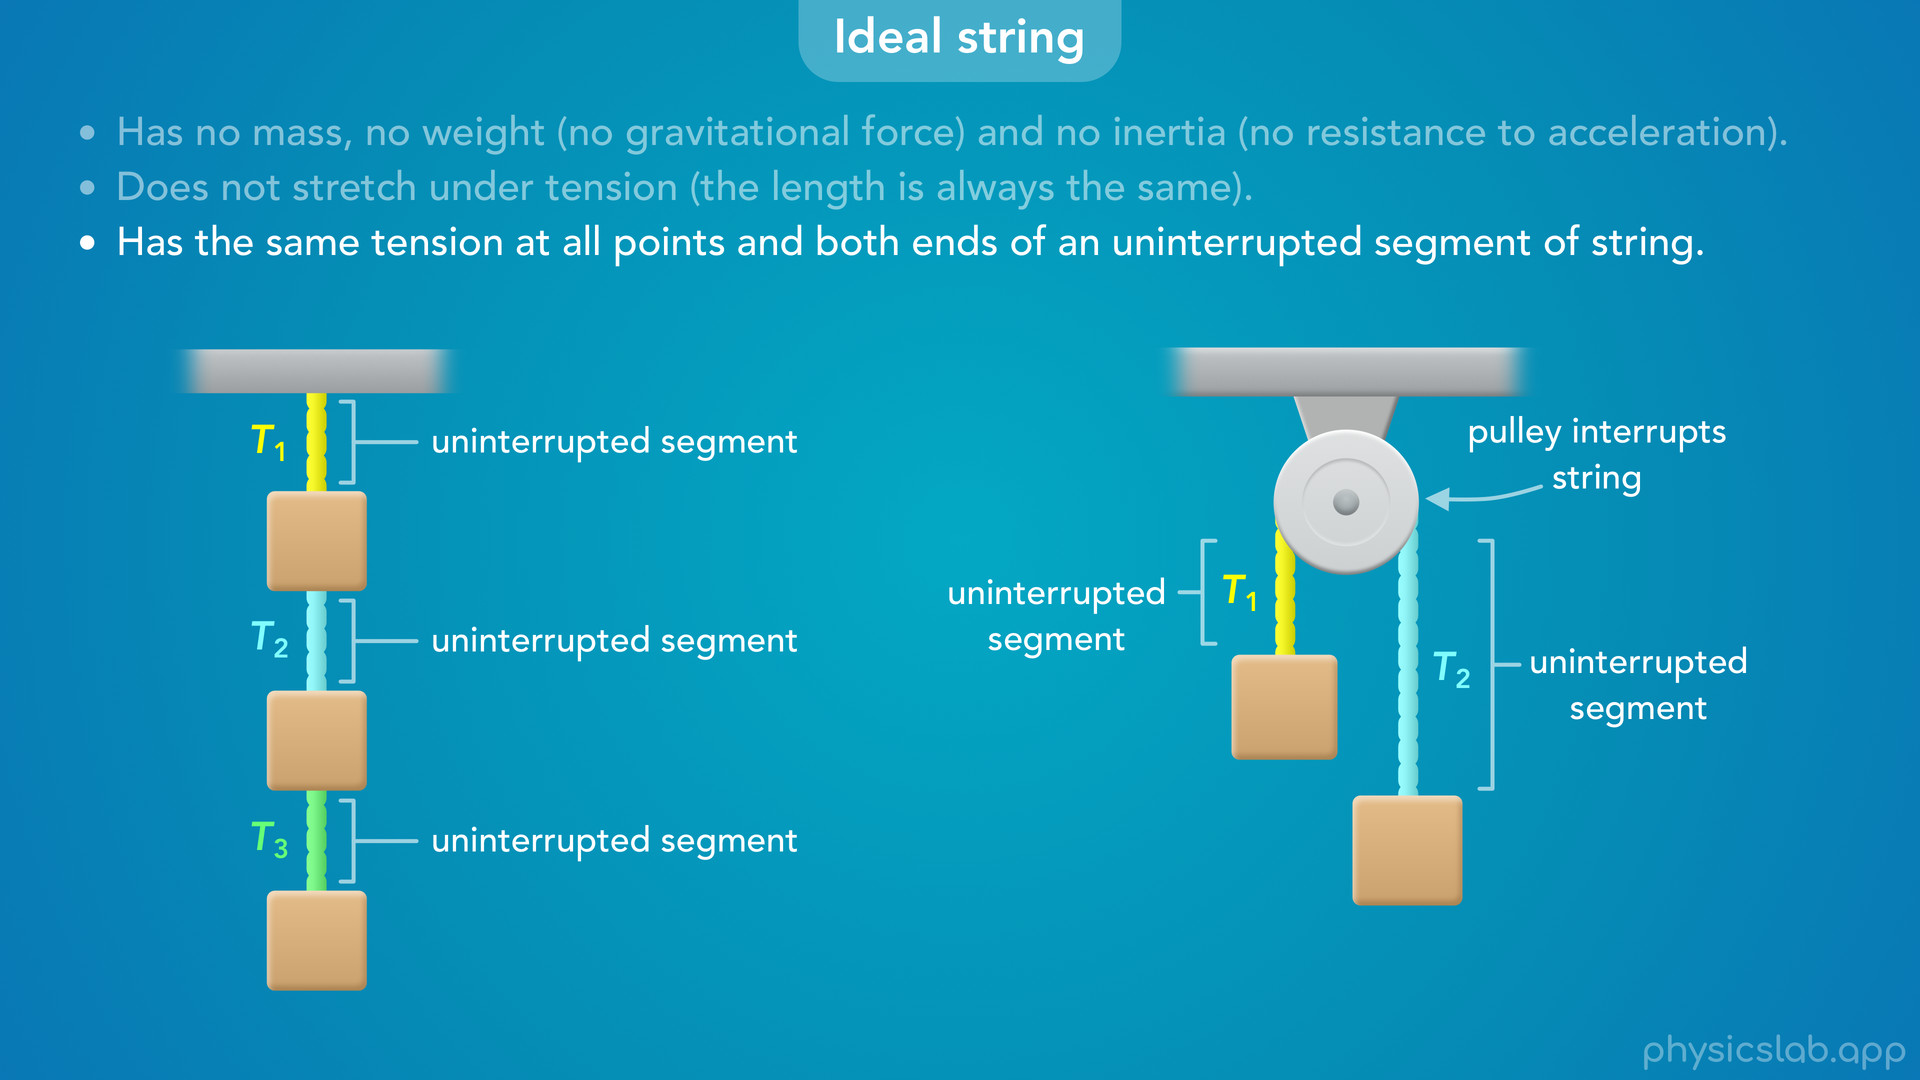 Ideal string
• Has no mass, no weight (no gravitational force) and no inertia (no resistance to acceleration).
• Does not stretch under tension (the length is always the same).
• Has the same tension at all points and both ends of an uninterrupted segment of string.
T1
uninterrupted segment
T2
uninterrupted segment
T3
uninterrupted segment
pulley interrupts
string
uninterrupted
segment
T1
T2
uninterrupted
segment
physicslab.app